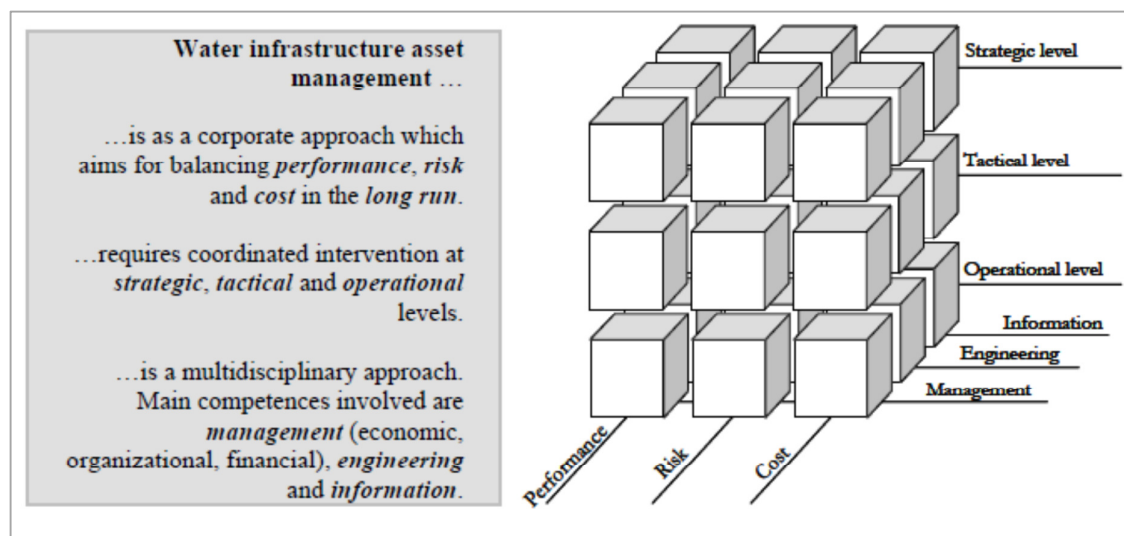 Water infrastructure asset
management …
…is as a corporate approach which
aims for balancing performance, risk
and cost in the long run.
…requires coordinated intervention at
strategic, tactical and operational
levels.
…is a multidisciplinary approach.
Main competences involved are
management (economic,
organizational, financial), engineering
and information.
Strategic level
Tactical level
Operational level
Information
Engineering
Management
Performance
Risk
Cost